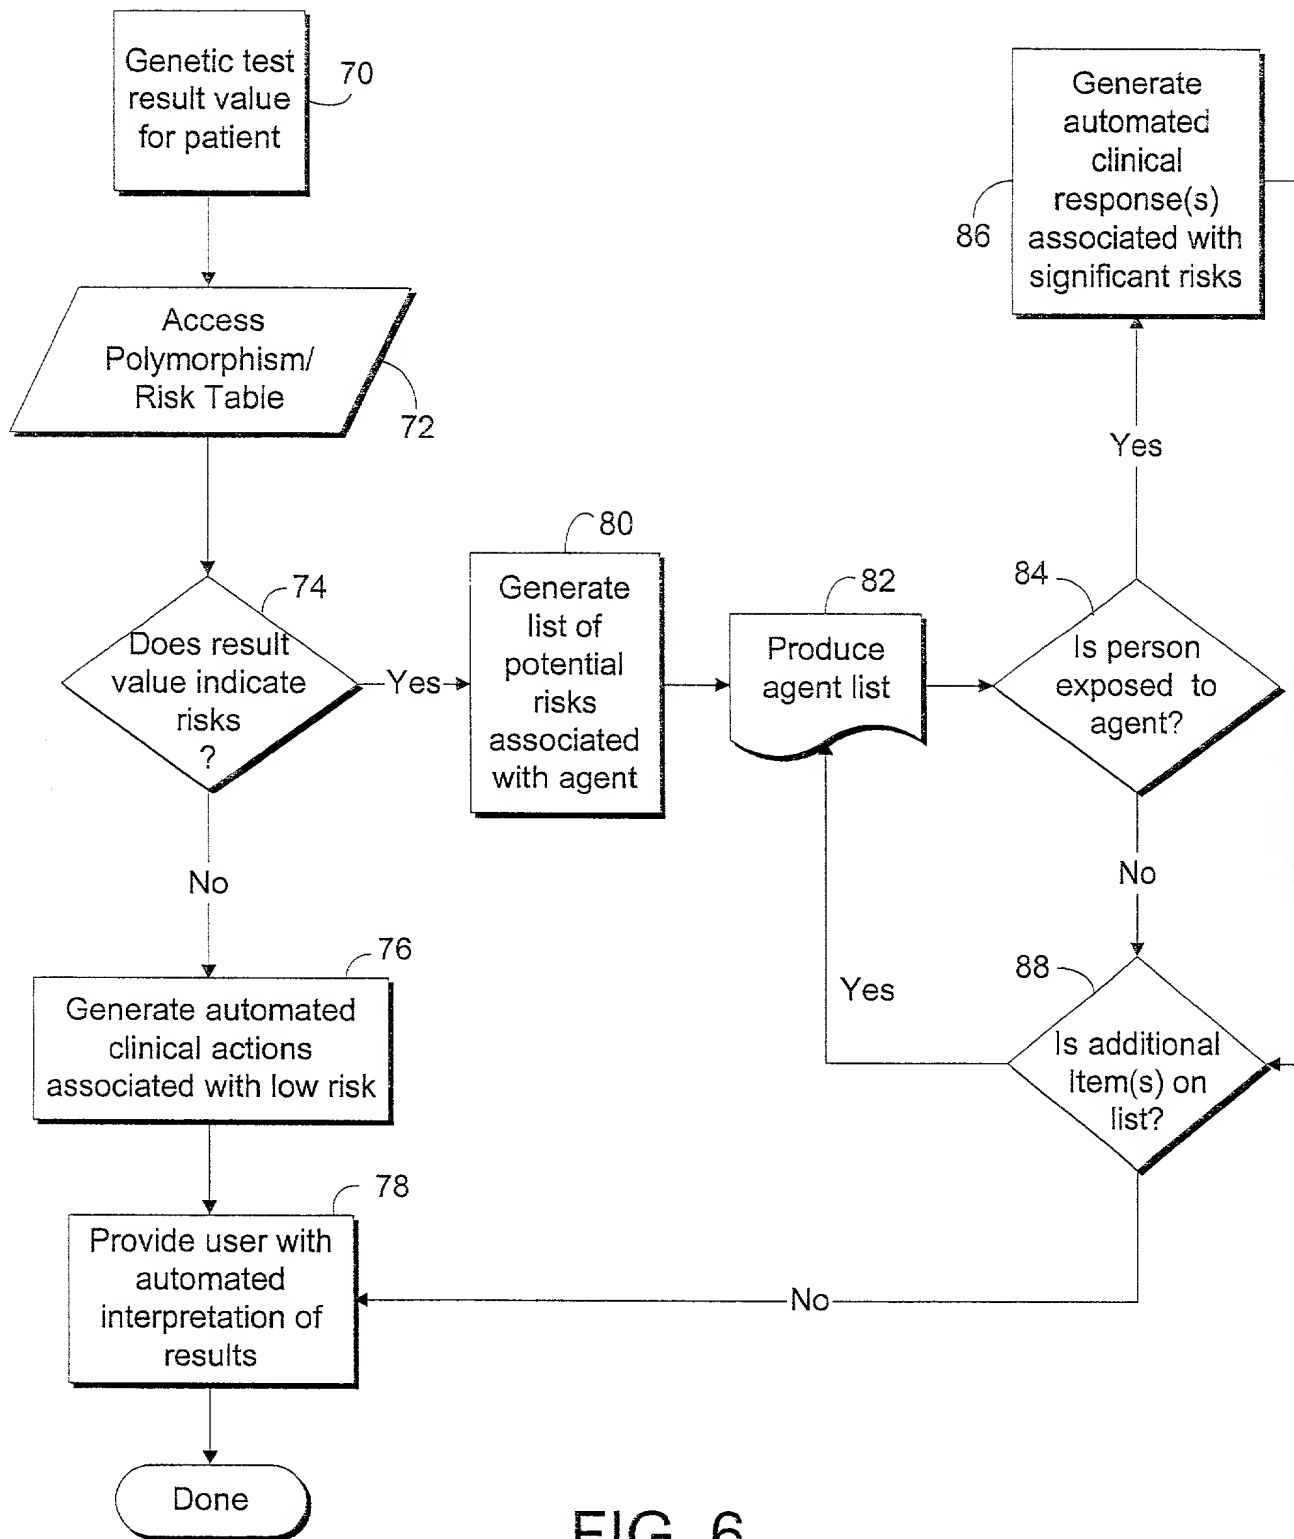 Genetic test
result value
for patient
70
Access
Polymorphism/
Risk Table
72
Does result
value indicate
risks
?
74
Yes
No
Generate automated
clinical actions
associated with low risk
76
Provide user with
automated
interpretation of
results
78
Done
Generate
list of
potential
risks
associated
with agent
80
Produce
agent list
82
Is person
exposed to
agent?
84
Yes
No
Generate
automated
clinical
response(s)
associated with
significant risks
86
Is additional
Item(s) on
list?
88
Yes
No
FIG. 6